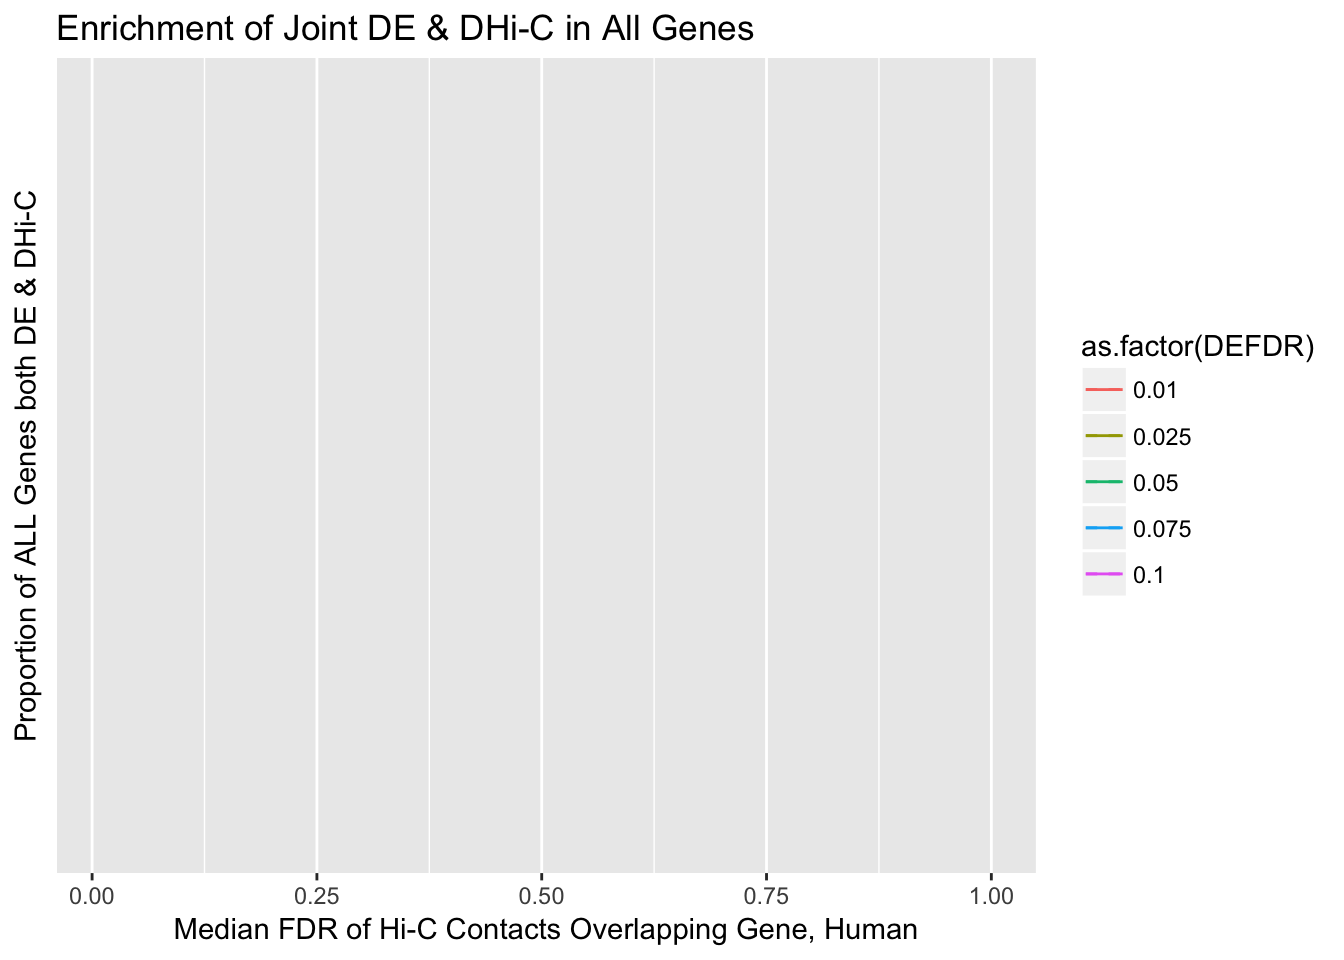 Enrichment of Joint DE & DHi-C in All Genes
Proportion of ALL Genes both DE & DHi-C
0.00
0.25
0.50
0.75
1.00
Median FDR of Hi-C Contacts Overlapping Gene, Human
as.factor(DEFDR)
0.01
0.025
0.05
0.075
0.1